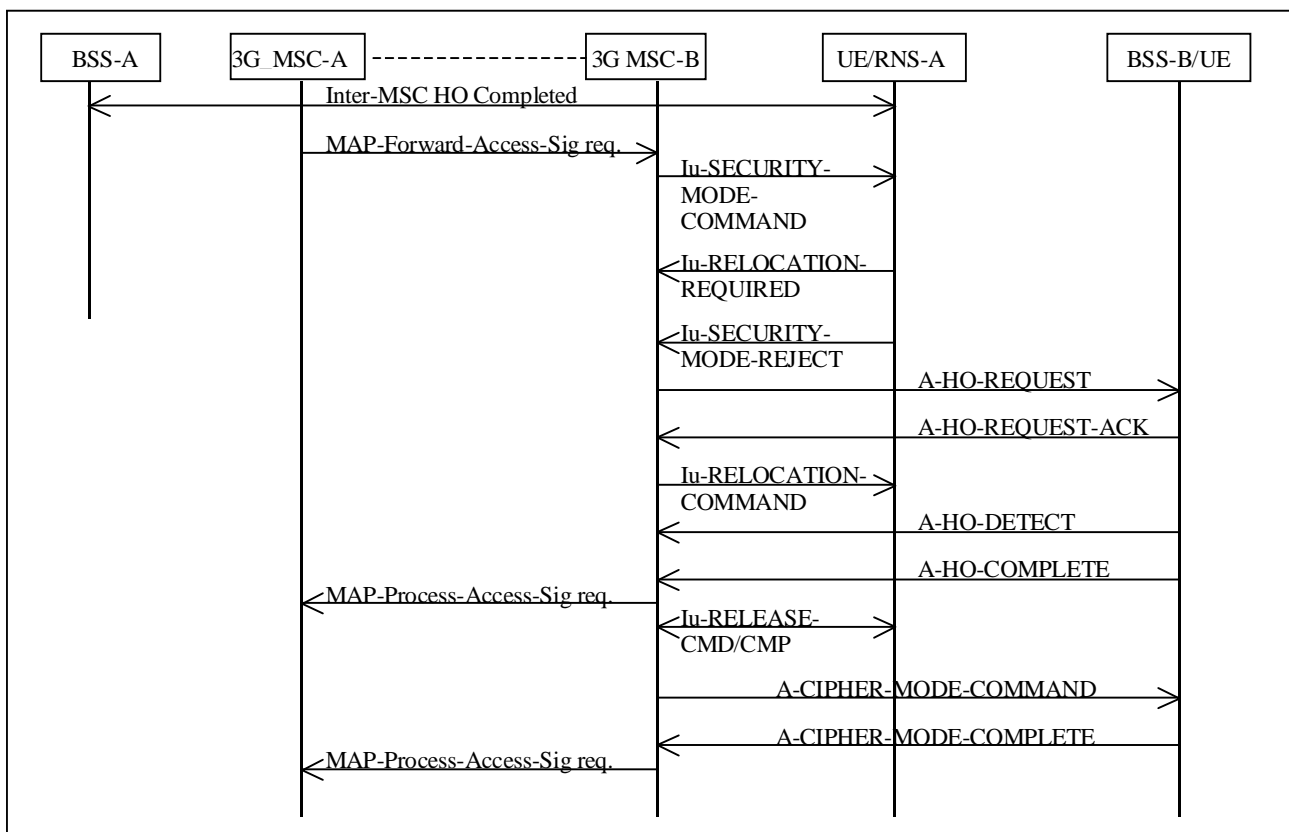 BSS-A
3G_MSC-A
3G MSC-B
UE/RNS-A
BSS-B/UE
Inter-MSC HO Completed
MAP-Forward-Access-Sig req.
Iu-SECURITY-
MODE-
COMMAND
Iu-RELOCATION-
REQUIRED
Iu-SECURITY-
MODE-REJECT
A-HO-REQUEST
A-HO-REQUEST-ACK
Iu-RELOCATION-
COMMAND
A-HO-DETECT
A-HO-COMPLETE
MAP-Process-Access-Sig req.
Iu-RELEASE-
CMD/CMP
A-CIPHER-MODE-COMMAND
A-CIPHER-MODE-COMPLETE
MAP-Process-Access-Sig req.